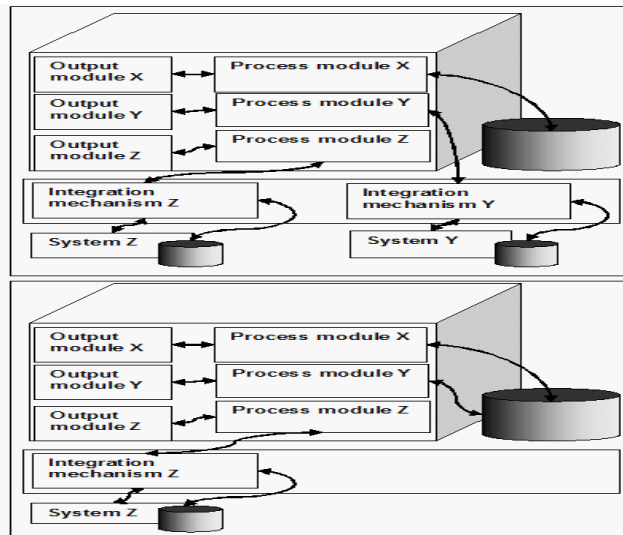 Output
module X
Process module X
Output
module Y
Process module Y
Output
module Z
Process module Z
Integration
mechanism Z
Integration
mechanism Y
System Z
System Y
Output
module X
Process module X
Output
module Y
Process module Y
Output
module Z
Process module Z
Integration
mechanism Z
System Z